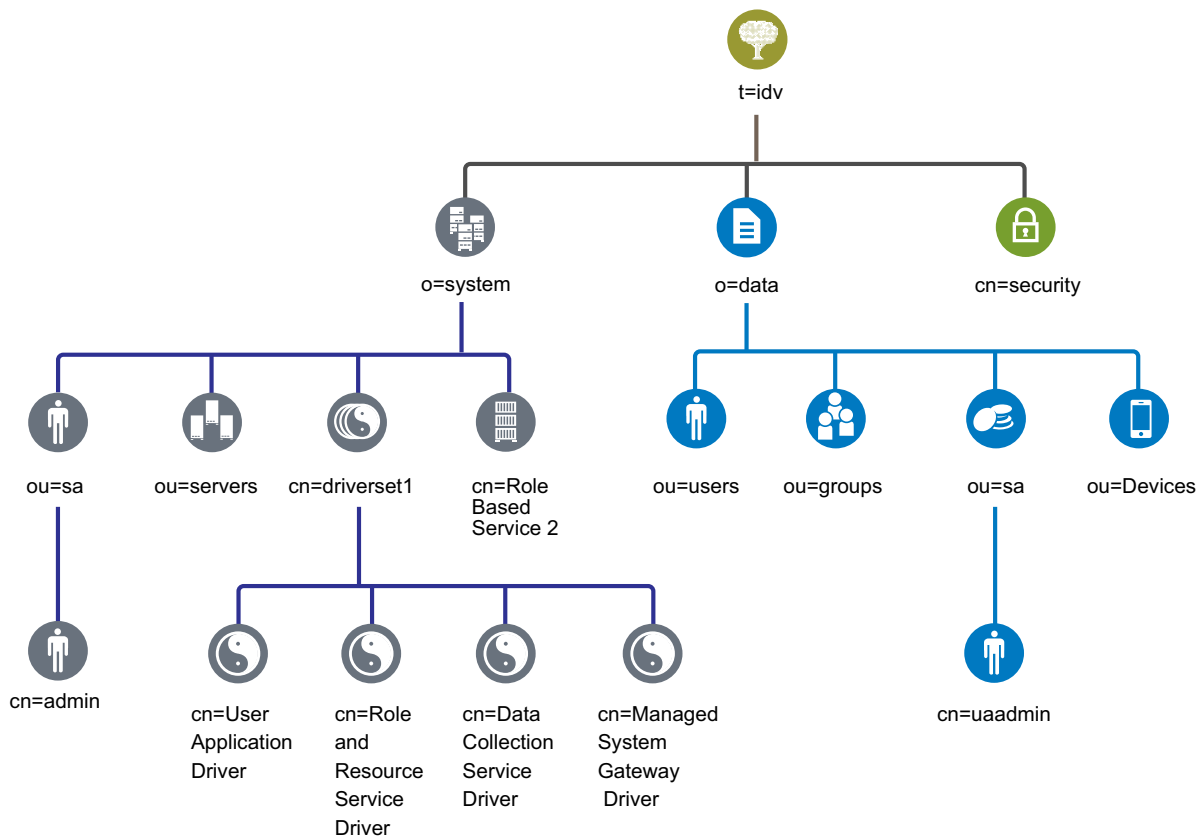 t=idv
o=system
o=data
cn=security
ou=sa
ou=servers
cn=driverset1
cn=Role
Based
Service 2
ou=users
ou=groups
ou=sa
ou=Devices
cn=admin
cn=User
Application
Driver
cn=Role
and
Resource
Service
Driver
cn=Data
Collection
Service
Driver
cn=Managed
System
Gateway
Driver
cn=uaadmin